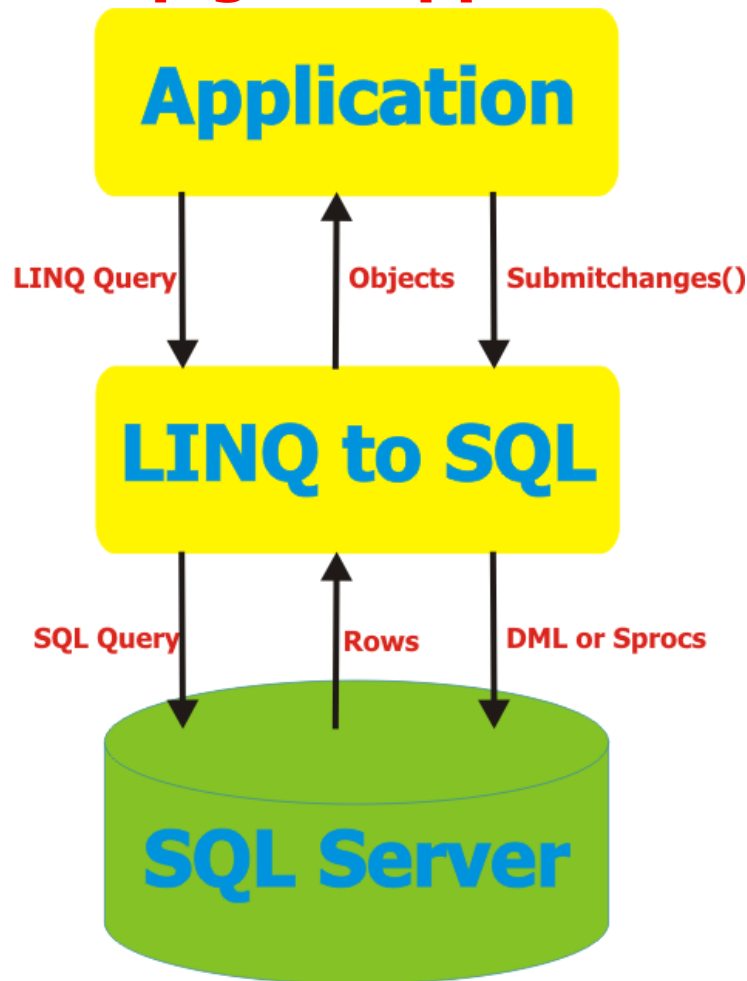 Application
LINQ Query
Objects
Submitchanges()
LINQ to SQL
SQL Query
Rows
DML or Sprocs
SQL Server